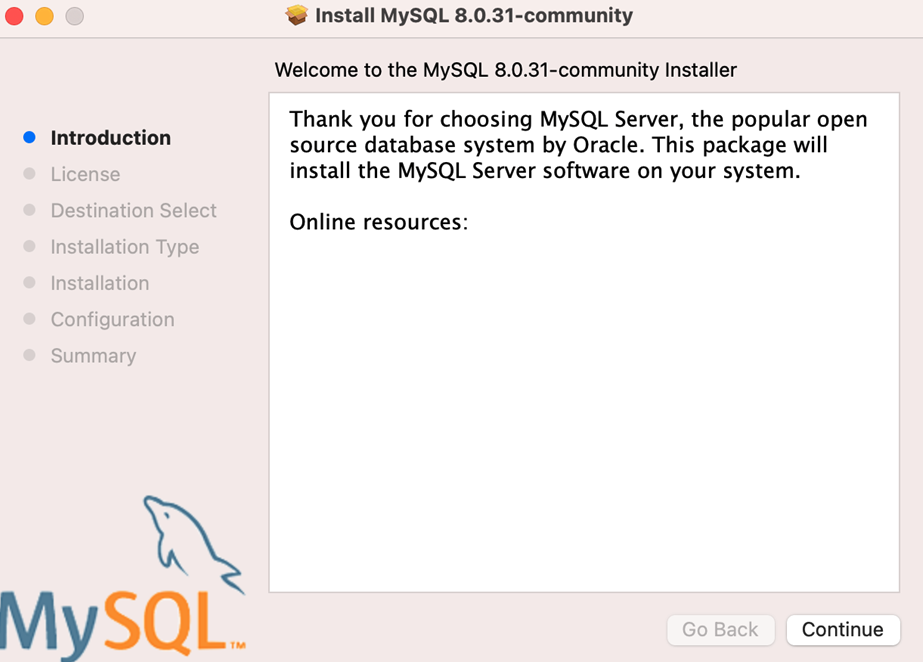 Install MySQL 8.0.31-community
Welcome to the MySQL 8.0.31-community Installer
Introduction
License
Destination Select
Installation Type
Installation
Configuration
Summary
Thank you for choosing MySQL Server, the popular open
source database system by Oracle. This package will
install the MySQL Server software on your system.
Online resources:
MySQL™
Go Back
Continue